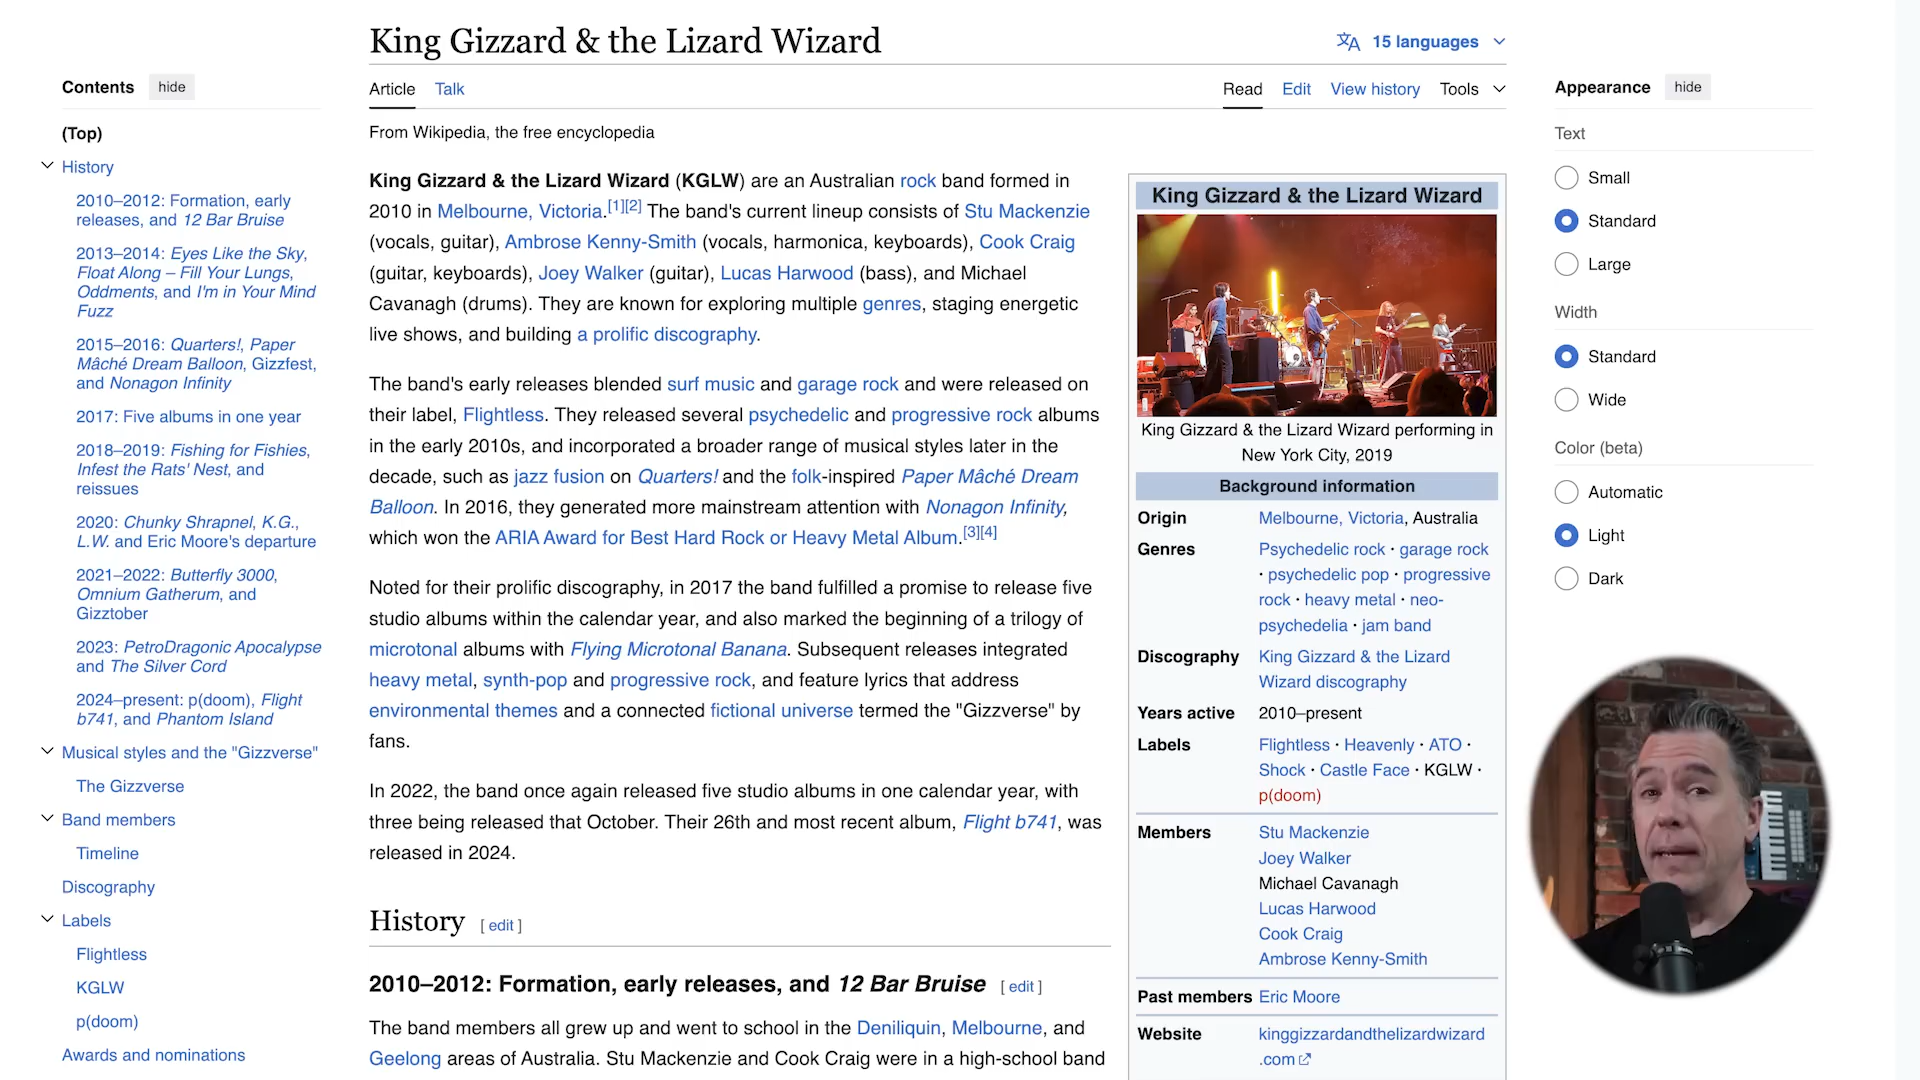 King Gizzard & the Lizard Wizard
15 languages
Contents
hide
(Top)
History
2010–2012: Formation, early
releases, and 12 Bar Bruise
2013–2014: Eyes Like the Sky,
Float Along – Fill Your Lungs,
Oddments, and I'm in Your Mind
Fuzz
2015–2016: Quarters!, Paper
Mâché Dream Balloon, Gizzfest,
and Nonagon Infinity
2017: Five albums in one year
2018–2019: Fishing for Fishies,
Infest the Rats' Nest, and
reissues
2020: Chunky Shrapnel, K.G.,
L.W. and Eric Moore's departure
2021–2022: Butterfly 3000,
Omnium Gatherum, and
Gizztober
2023: PetroDragonic Apocalypse
and The Silver Cord
2024–present: p(doom), Flight
b741, and Phantom Island
Musical styles and the "Gizzverse"
The Gizzverse
Band members
Timeline
Discography
Labels
Flightless
KGLW
p(doom)
Awards and nominations
Article
Talk
Read
Edit
View history
Tools
From Wikipedia, the free encyclopedia
King Gizzard & the Lizard Wizard (KGLW) are an Australian rock band formed in
2010 in Melbourne, Victoria.[1][2] The band's current lineup consists of Stu Mackenzie
(vocals, guitar), Ambrose Kenny-Smith (vocals, harmonica, keyboards), Cook Craig
(guitar, keyboards), Joey Walker (guitar), Lucas Harwood (bass), and Michael
Cavanagh (drums). They are known for exploring multiple genres, staging energetic
live shows, and building a prolific discography.
The band's early releases blended surf music and garage rock and were released on
their label, Flightless. They released several psychedelic and progressive rock albums
in the early 2010s, and incorporated a broader range of musical styles later in the
decade, such as jazz fusion on Quarters! and the folk-inspired Paper Mâché Dream
Balloon. In 2016, they generated more mainstream attention with Nonagon Infinity,
which won the ARIA Award for Best Hard Rock or Heavy Metal Album.[3][4]
Noted for their prolific discography, in 2017 the band fulfilled a promise to release five
studio albums within the calendar year, and also marked the beginning of a trilogy of
microtonal albums with Flying Microtonal Banana. Subsequent releases integrated
heavy metal, synth-pop and progressive rock, and feature lyrics that address
environmental themes and a connected fictional universe termed the "Gizzverse" by
fans.
In 2022, the band once again released five studio albums in one calendar year, with
three being released that October. Their 26th and most recent album, Flight b741, was
released in 2024.
History [ edit ]
2010–2012: Formation, early releases, and 12 Bar Bruise [ edit ]
The band members all grew up and went to school in the Deniliquin, Melbourne, and
Geelong areas of Australia. Stu Mackenzie and Cook Craig were in a high-school band
King Gizzard & the Lizard Wizard
King Gizzard & the Lizard Wizard performing in
New York City, 2019
Background information
Origin Melbourne, Victoria, Australia
Genres Psychedelic rock · garage rock
· psychedelic pop · progressive
rock · heavy metal · neo-
psychedelia · jam band
Discography King Gizzard & the Lizard
Wizard discography
Years active 2010–present
Labels Flightless · Heavenly · ATO ·
Shock · Castle Face · KGLW ·
p(doom)
Members Stu Mackenzie
Joey Walker
Michael Cavanagh
Lucas Harwood
Cook Craig
Ambrose Kenny-Smith
Past members Eric Moore
Website kinggizzardandthelizardwizard
.com
Appearance
hide
Text
Small
Standard
Large
Width
Standard
Wide
Color (beta)
Automatic
Light
Dark